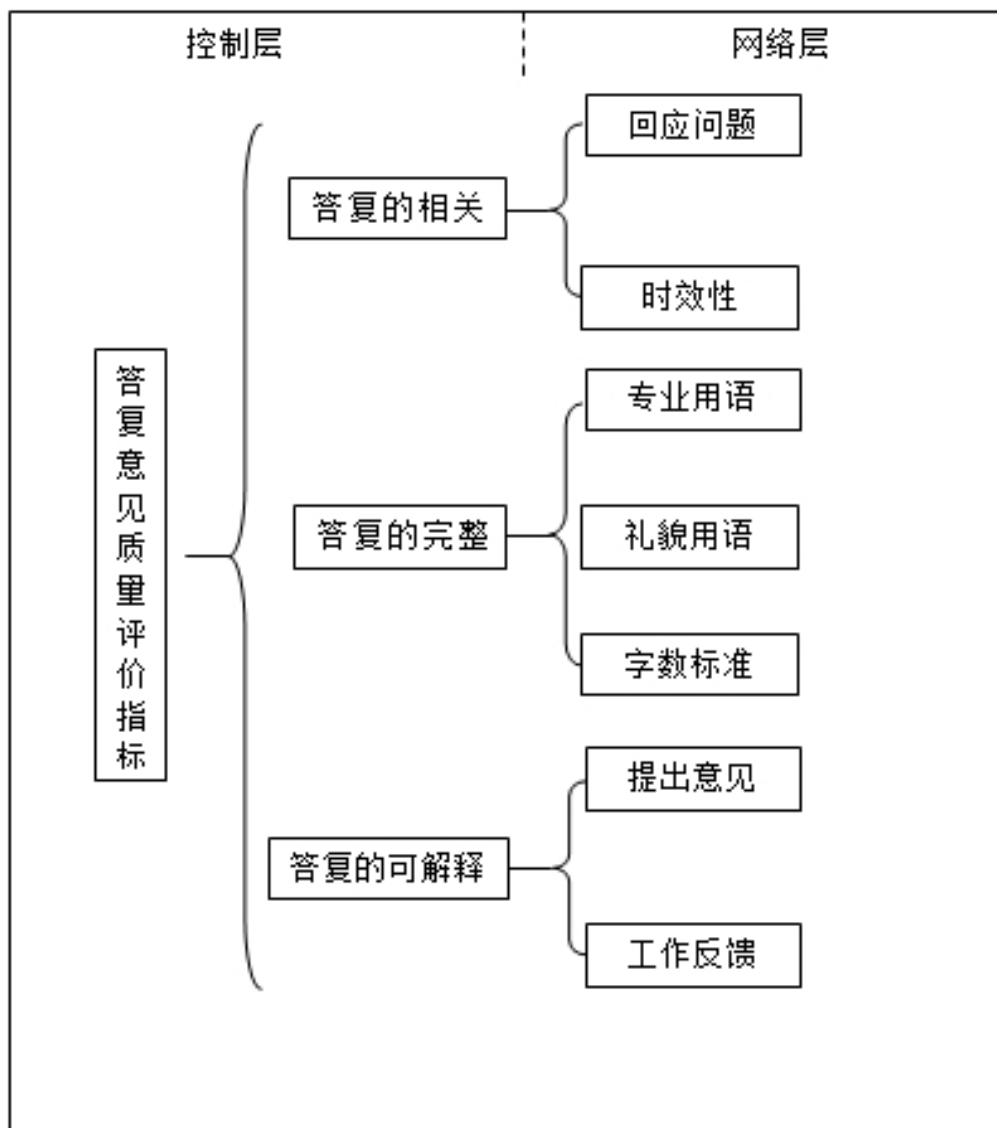 控制层
网络层
答复意见质量评价指标
答复的相关
回应问题
时效性
答复的完整
专业用语
礼貌用语
字数标准
答复的可解释
提出意见
工作反馈